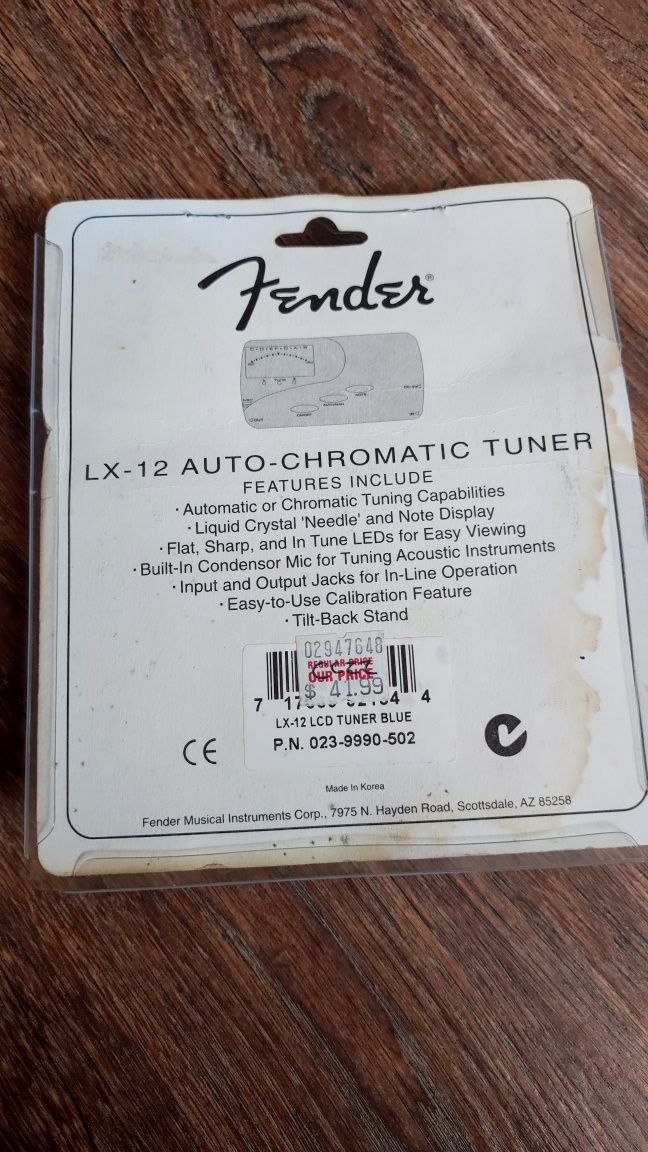 Fender®
LX-12 AUTO-CHROMATIC TUNER
FEATURES INCLUDE
· Automatic or Chromatic Tuning Capabilities
· Liquid Crystal 'Needle' and Note Display
· Flat, Sharp, and In Tune LEDs for Easy Viewing
· Built-In Condensor Mic for Tuning Acoustic Instruments
· Input and Output Jacks for In-Line Operation
· Easy-to-Use Calibration Feature
· Tilt-Back Stand
02947648
REGULAR PRICE
OUR PRICE
$ 41.99
7 4
LX-12 LCD TUNER BLUE
P.N. 023-9990-502
CE
Made In Korea
Fender Musical Instruments Corp., 7975 N. Hayden Road, Scottsdale, AZ 85258